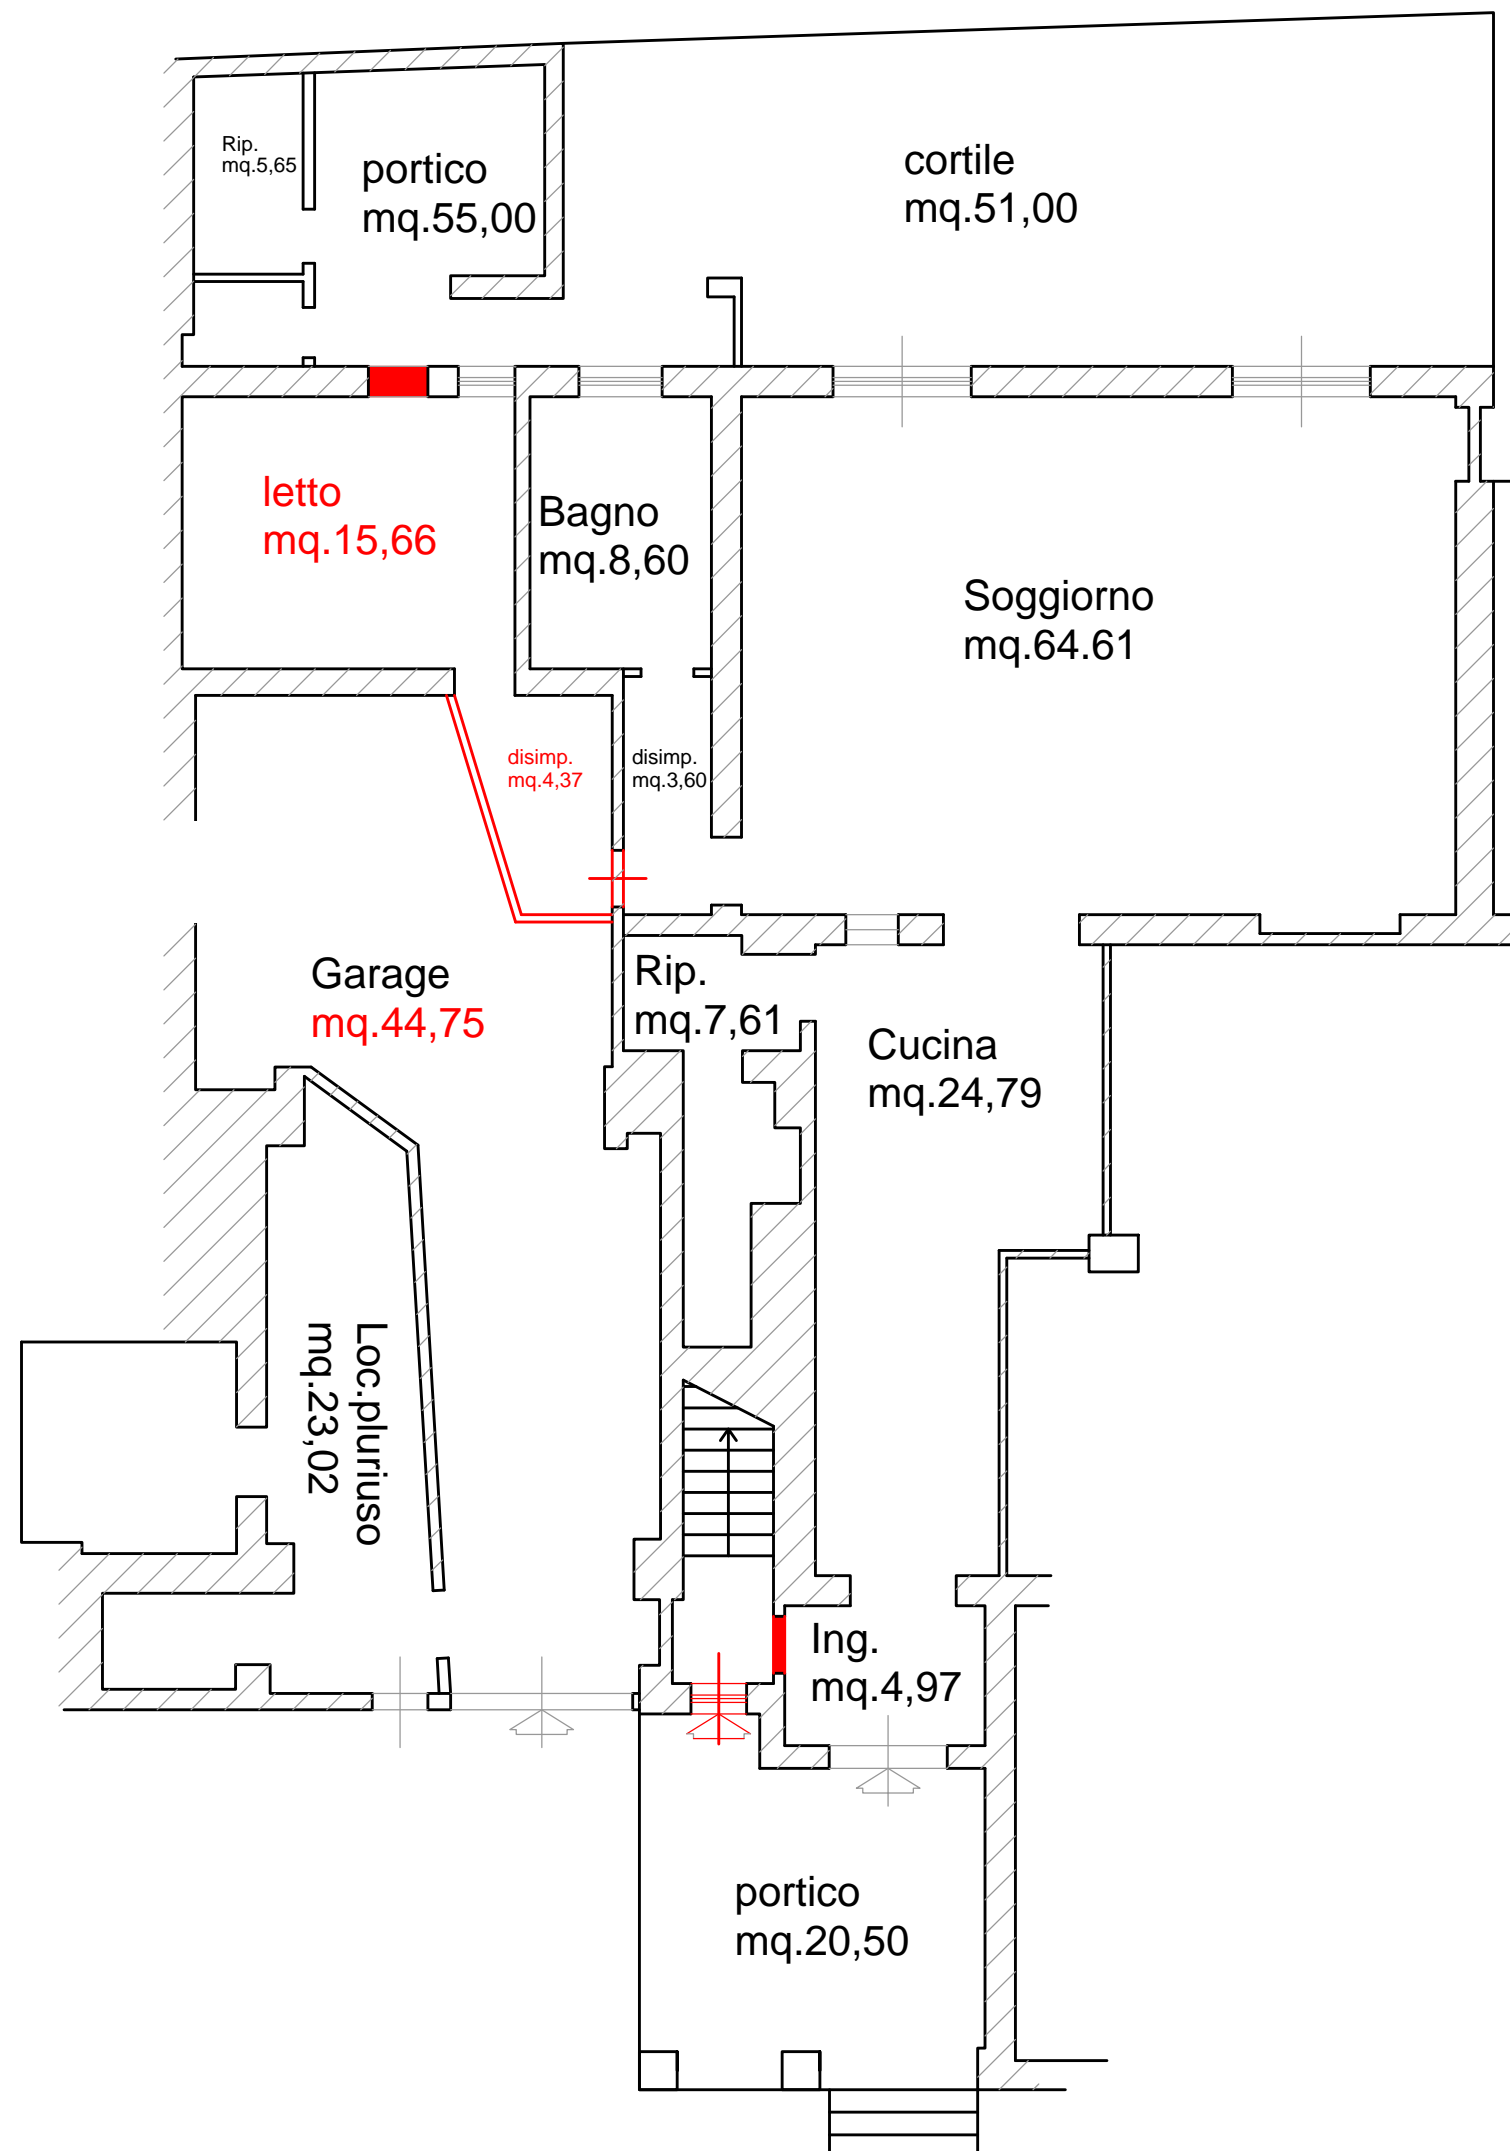 Rip.
mq.5,65
portico
mq.55,00
cortile
mq.51,00
letto
mq.15,66
Bagno
mq.8,60
Soggiorno
mq.64.61
disimp.
mq.4,37
disimp.
mq.3,60
Garage
mq.44,75
Rip.
mq.7,61
Cucina
mq.24,79
Loc.pluriuso
mq.23,02
Ing.
mq.4,97
portico
mq.20,50